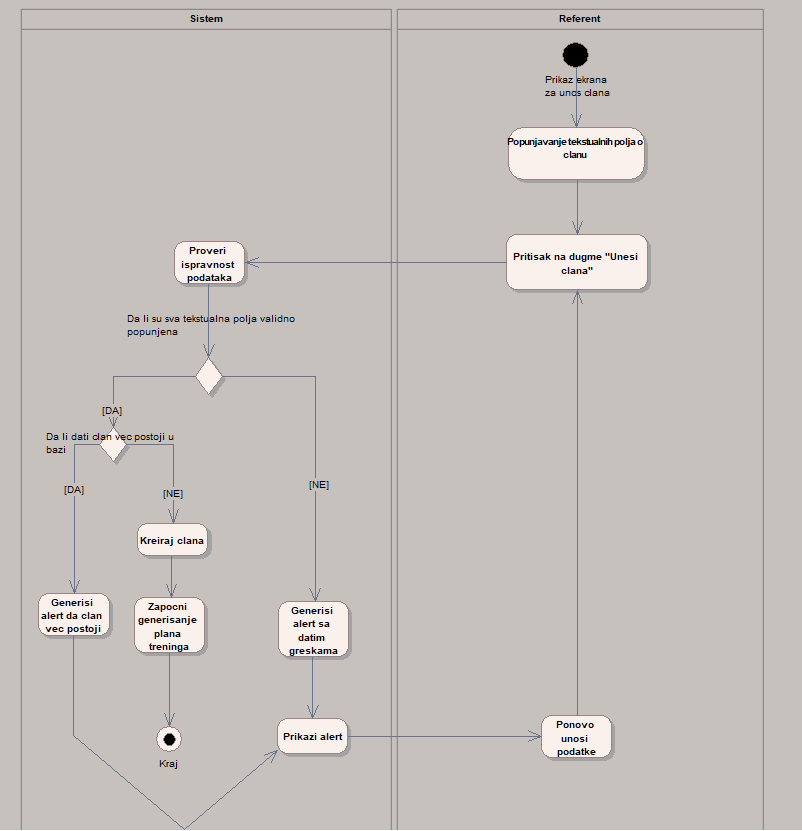 Sistem
Referent
Prikaz ekrana
za unos clana
Popunjavanje tekstualnih polja o
clanu
Proveri
ispravnost
podataka
Pritisak na dugme "Unesi
clana"
Da li su sva tekstualna polja validno
popunjena
[DA]
Da li dati clan vec postoji u
bazi
[DA]
[NE]
[NE]
Kreiraj clana
Generisi
alert da clan
vec postoji
Zapocni
generisanje
plana
treninga
Generisi
alert sa
datim
greskama
Prikazi alert
Ponovo
unosi
podatke
Kraj